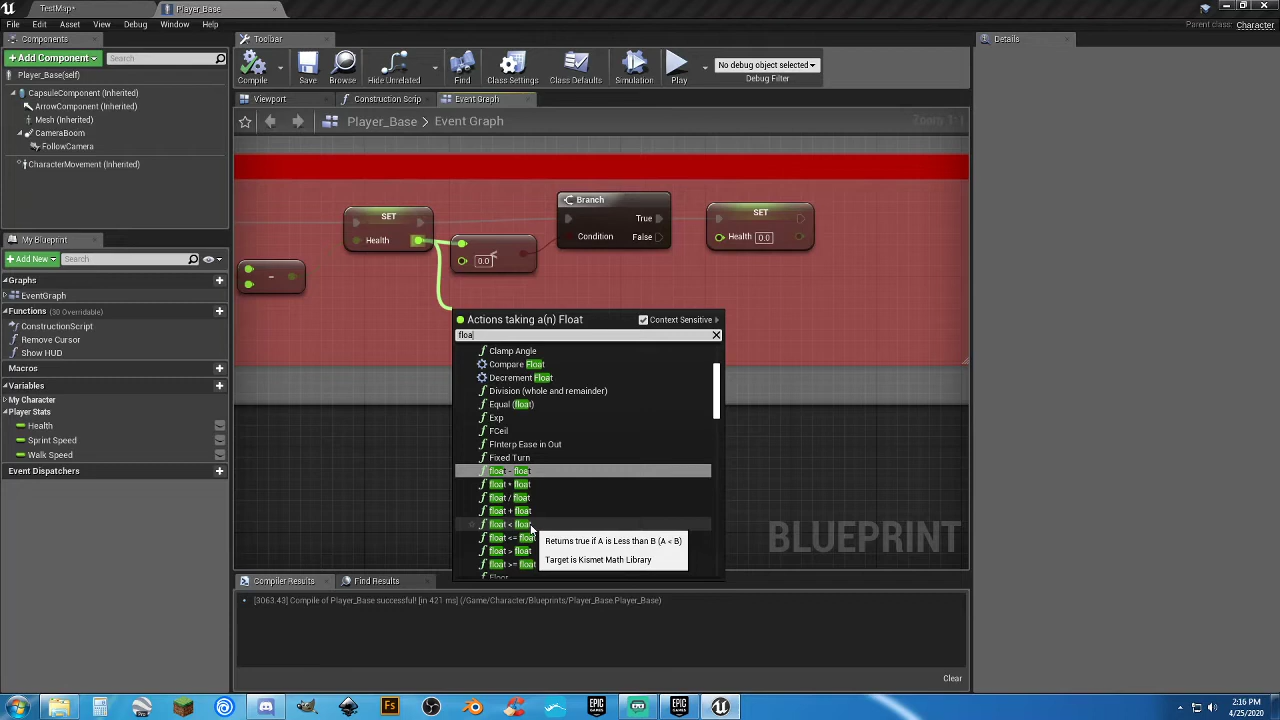 TestMap*
Player_Base
File
Edit
Asset
View
Debug
Window
Help
Parent class: Character
Components
Toolbar
Details
+ Add Component
Search
Player_Base(self)
CapsuleComponent (Inherited)
ArrowComponent (Inherited)
Mesh (Inherited)
CameraBoom
FollowCamera
CharacterMovement (Inherited)
Compile
Save
Browse
Hide Unrelated
Find
Class Settings
Class Defaults
Simulation
Play
No debug object selected
Debug Filter
Viewport
Construction Scrip
Event Graph
Player_Base > Event Graph
Zoom 1:1
SET
Health
-
<
0.0
Branch
True
Condition
False
SET
Health 0.0
My Blueprint
+ Add New
Search
Graphs
EventGraph
Functions (30 Overridable)
ConstructionScript
Remove Cursor
Show HUD
Macros
Variables
My Character
Player Stats
Health
Sprint Speed
Walk Speed
Event Dispatchers
Actions taking a(n) Float
Context Sensitive
floa
Clamp Angle
Compare Float
Decrement Float
Division (whole and remainder)
Equal (float)
Exp
FCeil
FInterp Ease in Out
Fixed Turn
float - float
float * float
float / float
float + float
float < float
float <= float
float > float
float >= float
Floor
Returns true if A is Less than B (A < B)
Target is Kismet Math Library
BLUEPRINT
Compiler Results
Find Results
[3063.43] Compile of Player_Base successful! [in 421 ms] (/Game/Character/Blueprints/Player_Base.Player_Base)
Clear
2:16 PM
4/25/2020